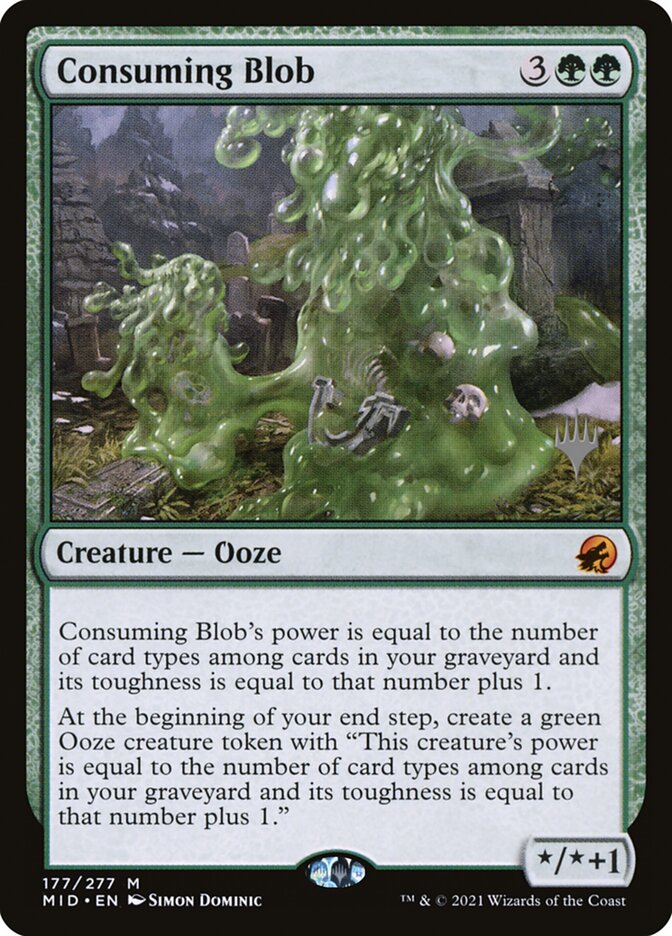 Consuming Blob 3
Creature — Ooze
Consuming Blob's power is equal to the number
of card types among cards in your graveyard and
its toughness is equal to that number plus 1.
At the beginning of your end step, create a green
Ooze creature token with “This creature's power
is equal to the number of card types among cards
in your graveyard and its toughness is equal to
that number plus 1.”
★/★+1
177/277 M
MID • EN Simon Dominic ™ & © 2021 Wizards of the Coast